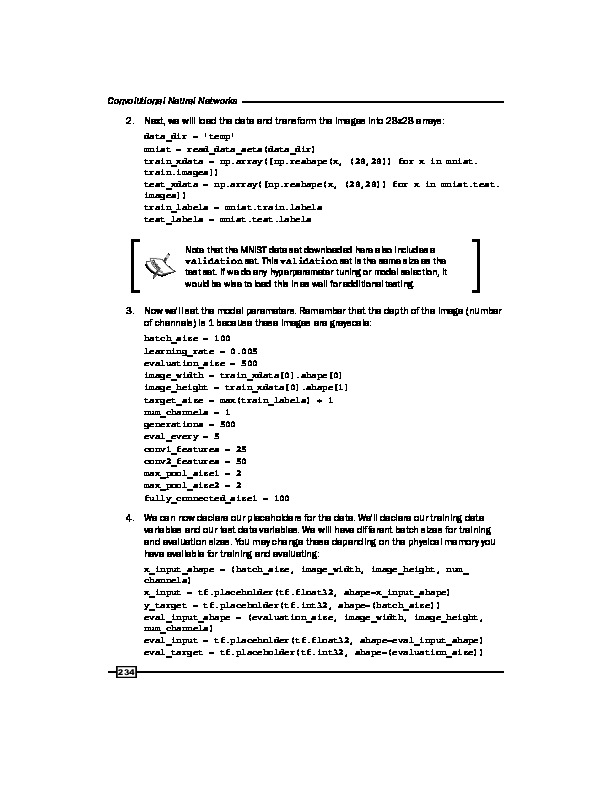 Convolutional Neural Networks
2. Next, we will load the data and transform the images into 28x28 arrays:
data_dir = 'temp'
mnist = read_data_sets(data_dir)
train_xdata = np.array([np.reshape(x, (28,28)) for x in mnist.
train.images])
test_xdata = np.array([np.reshape(x, (28,28)) for x in mnist.test.
images])
train_labels = mnist.train.labels
test_labels = mnist.test.labels
Note that the MNIST dataset downloaded here also includes a
validation set. This validation set is the same size as the
test set. If we do any hyperparameter tuning or model selection, it
would be wise to load this in as well for additional testing.
3. Now we'll set the model parameters. Remember that the depth of the image (number
of channels) is 1 because these images are grayscale:
batch_size = 100
learning_rate = 0.005
evaluation_size = 500
image_width = train_xdata[0].shape[0]
image_height = train_xdata[0].shape[1]
target_size = max(train_labels) + 1
num_channels = 1
generations = 500
eval_every = 5
conv1_features = 25
conv2_features = 50
max_pool_size1 = 2
max_pool_size2 = 2
fully_connected_size1 = 100
4. We can now declare our placeholders for the data. We'll declare our training data
variables and our test data variables. We will have different batch sizes for training
and evaluation sizes. You may change these depending on the physical memory you
have available for training and evaluating:
x_input_shape = (batch_size, image_width, image_height, num_
channels)
x_input = tf.placeholder(tf.float32, shape=x_input_shape)
y_target = tf.placeholder(tf.int32, shape=(batch_size))
eval_input_shape = (evaluation_size, image_width, image_height,
num_channels)
eval_input = tf.placeholder(tf.float32, shape=eval_input_shape)
eval_target = tf.placeholder(tf.int32, shape=(evaluation_size))
234